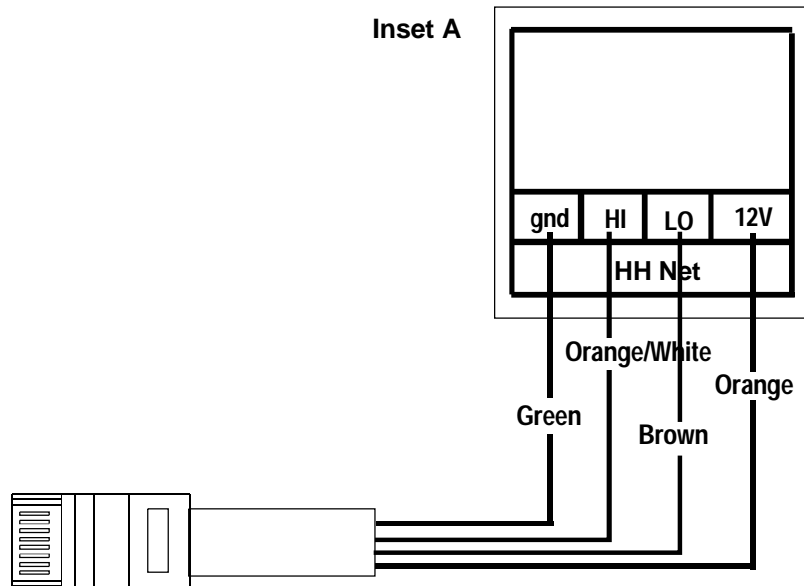 Inset A
gnd HI LO 12V
HH Net
Orange/White
Orange
Green
Brown